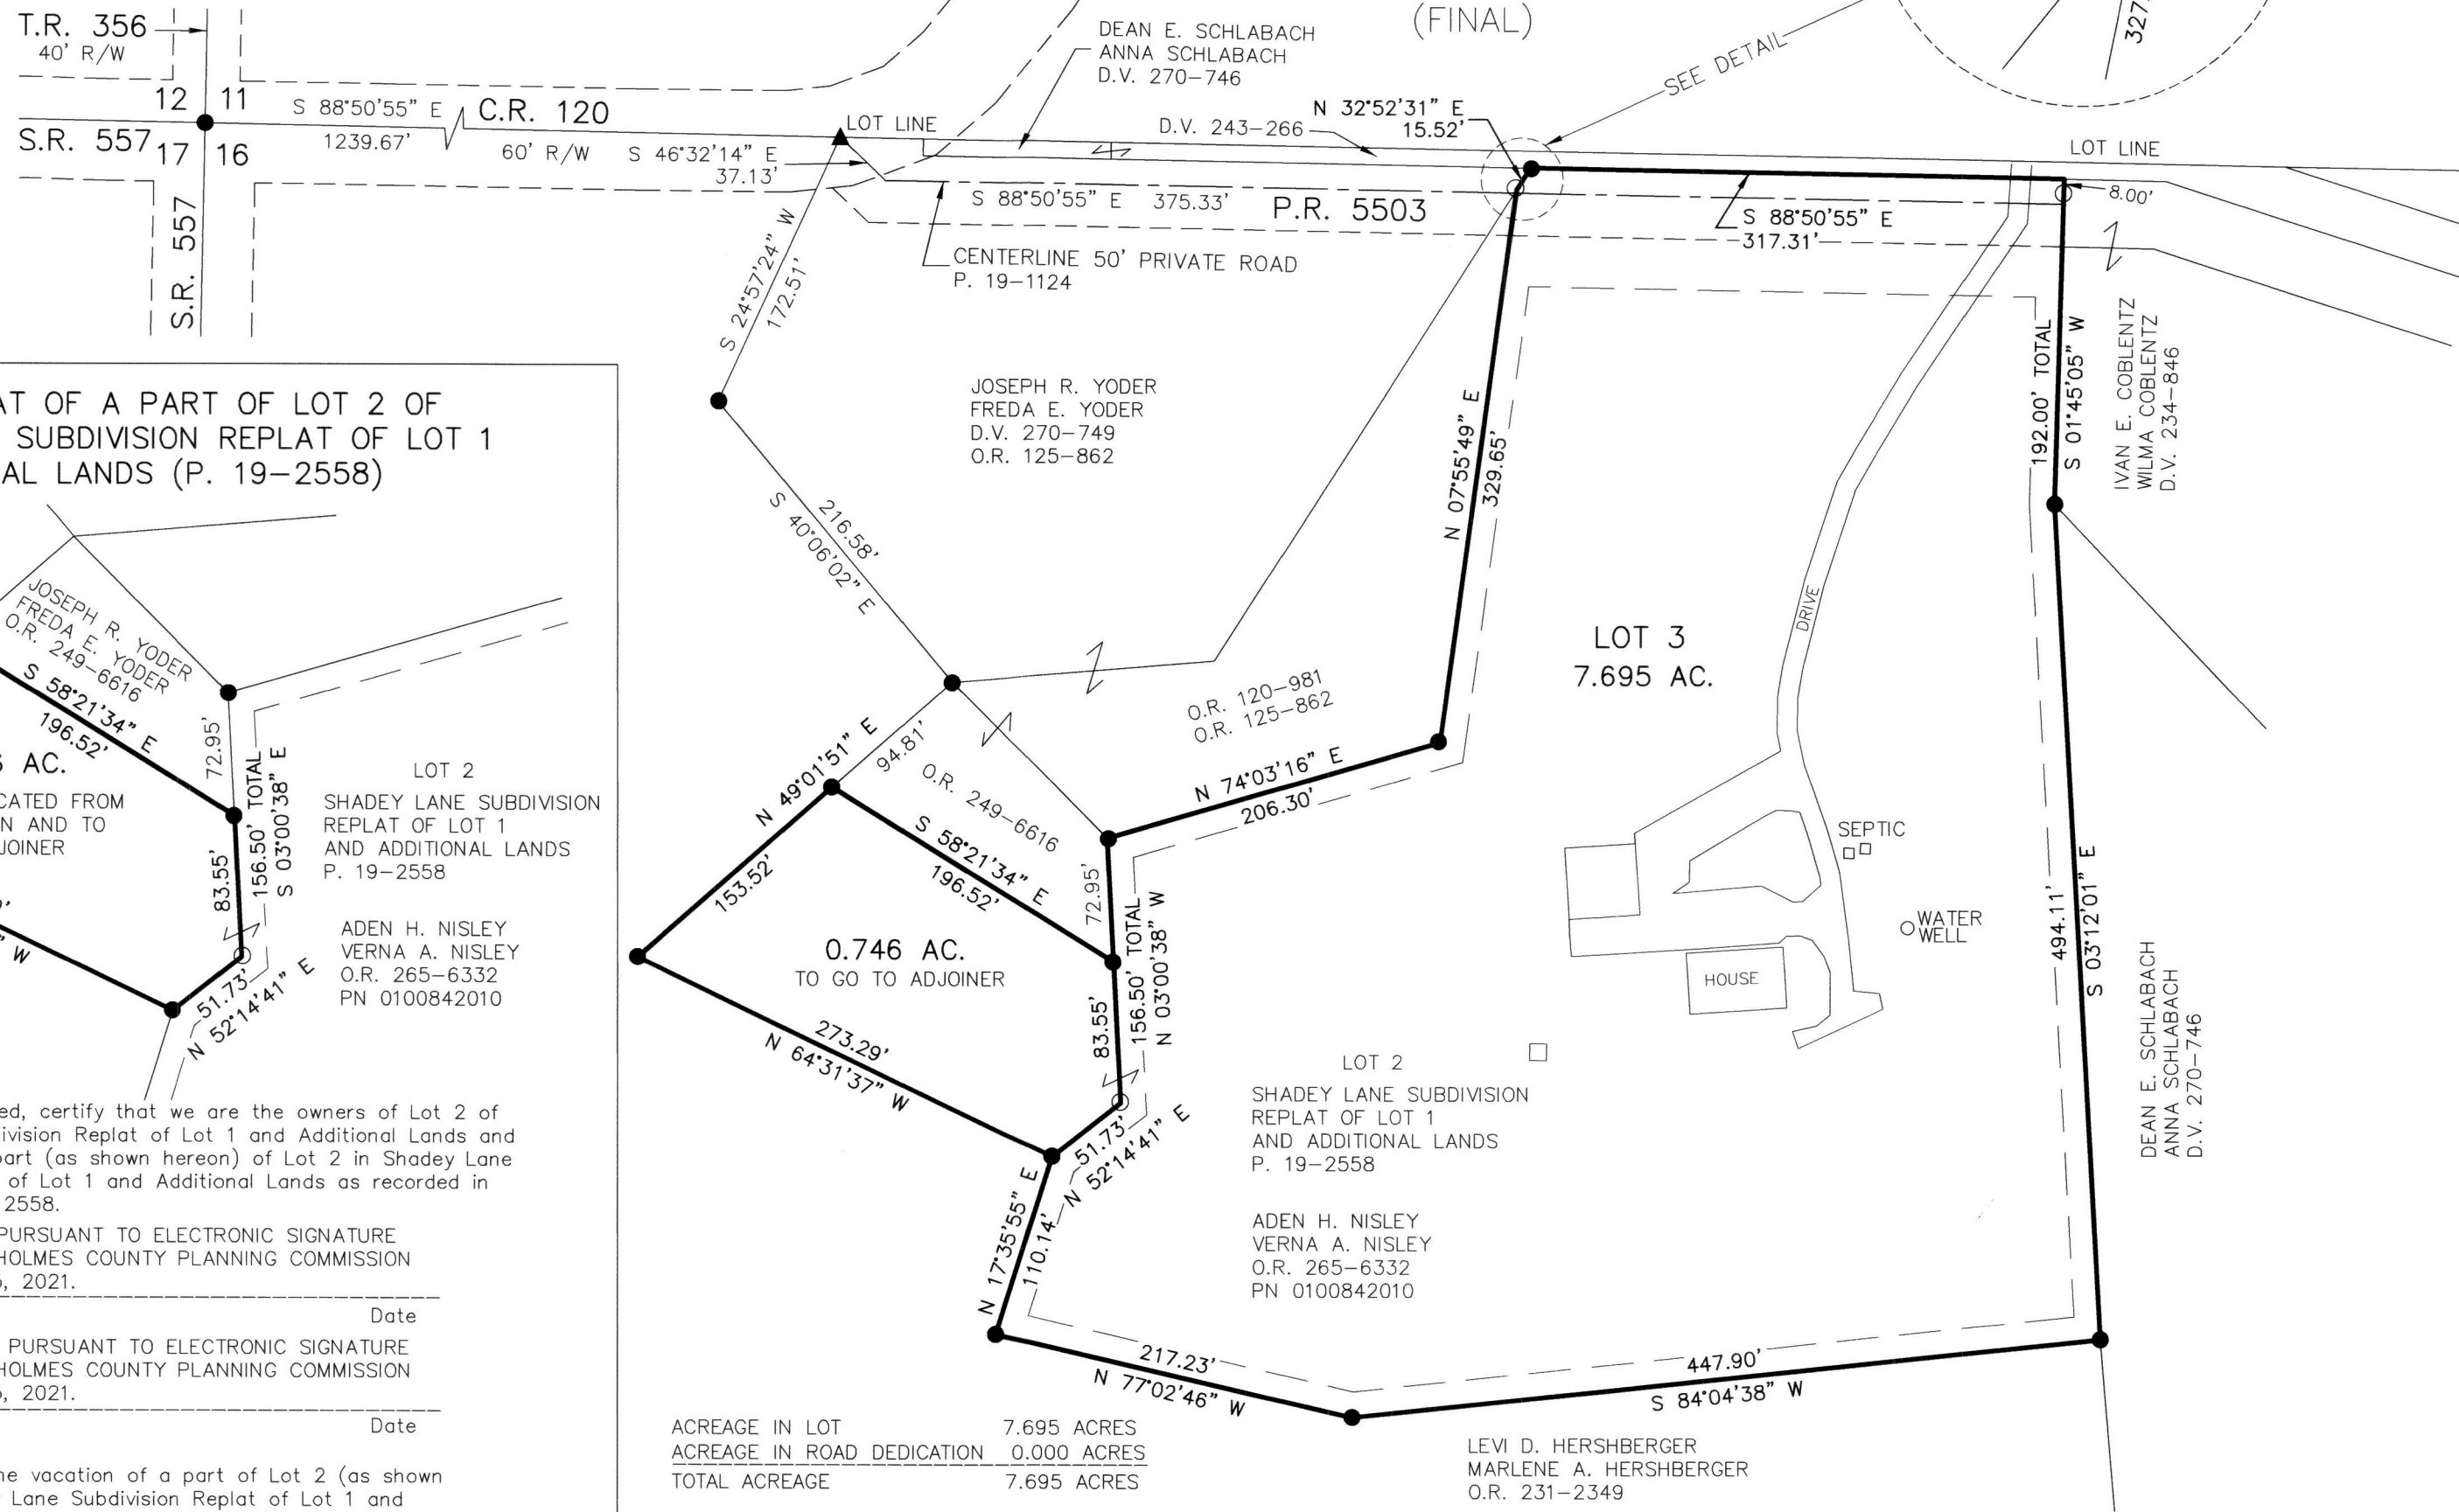 T.R. 356
40' R/W
12
11
S.R. 557
17
16
S.R. 557
S 88°50'55" E
1239.67'
C.R. 120
60' R/W
S 46°32'14" E
37.13'
LOT LINE
DEAN E. SCHLABACH
ANNA SCHLABACH
D.V. 270-746
(FINAL)
D.V. 243-266
N 32°52'31" E
15.52'
SEE DETAIL
LOT LINE
8.00'
S 88°50'55" E 375.33'
P.R. 5503
S 88°50'55" E
317.31'
CENTERLINE 50' PRIVATE ROAD
P. 19-1124
S 24°57'24" W
172.51'
JOSEPH R. YODER
FREDA E. YODER
D.V. 270-749
O.R. 125-862
216.58'
S 40°06'02" E
N 07°55'49" E
329.65'
192.00' TOTAL
S 01°45'05" W
IVAN E. COBLENTZ
WILMA COBLENTZ
D.V. 234-846
LOT 3
7.695 AC.
DRIVE
O.R. 120-981
O.R. 125-862
N 74°03'16" E
206.30'
N 49°01'51" E
94.81'
153.52'
O.R. 249-6616
S 58°21'34" E
196.52'
72.95'
156.50' TOTAL
N 03°00'38" W
83.55'
0.746 AC.
TO GO TO ADJOINER
273.29'
N 64°31'37" W
51.73'
N 52°14'41" E
N 17°35'55" E
110.14'
SEPTIC
WATER
WELL
HOUSE
494.11'
S 03°12'01" E
DEAN E. SCHLABACH
ANNA SCHLABACH
D.V. 270-746
LOT 2
SHADEY LANE SUBDIVISION
REPLAT OF LOT 1
AND ADDITIONAL LANDS
P. 19-2558
ADEN H. NISLEY
VERNA A. NISLEY
O.R. 265-6332
PN 0100842010
217.23'
N 77°02'46" W
447.90'
S 84°04'38" W
LEVI D. HERSHBERGER
MARLENE A. HERSHBERGER
O.R. 231-2349
ACREAGE IN LOT 7.695 ACRES
ACREAGE IN ROAD DEDICATION 0.000 ACRES
TOTAL ACREAGE 7.695 ACRES
OF A PART OF LOT 2 OF
SUBDIVISION REPLAT OF LOT 1
LANDS (P. 19-2558)
JOSEPH R. YODER
FREDA E. YODER
O.R. 249-6616
S 58°21'34" E
196.52'
AC.
FROM
AND TO
72.95'
156.50' TOTAL
S 03°00'38" E
83.55'
W
51.73'
N 52°14'41" E
LOT 2
SHADEY LANE SUBDIVISION
REPLAT OF LOT 1
AND ADDITIONAL LANDS
P. 19-2558
ADEN H. NISLEY
VERNA A. NISLEY
O.R. 265-6332
PN 0100842010
certify that we are the owners of Lot 2 of
Replat of Lot 1 and Additional Lands and
part (as shown hereon) of Lot 2 in Shadey Lane
of Lot 1 and Additional Lands as recorded in
2558.
PURSUANT TO ELECTRONIC SIGNATURE
HOLMES COUNTY PLANNING COMMISSION
2021.
Date
PURSUANT TO ELECTRONIC SIGNATURE
HOLMES COUNTY PLANNING COMMISSION
2021.
Date
vacation of a part of Lot 2 (as shown
Lane Subdivision Replat of Lot 1 and